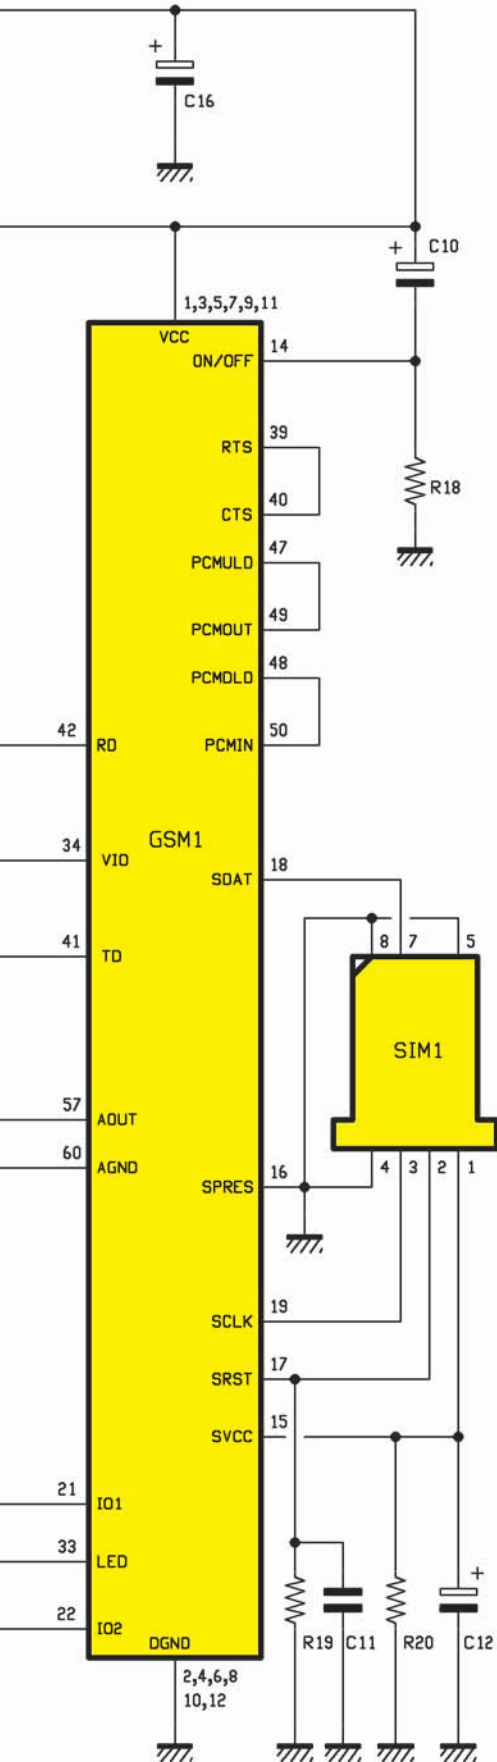 +
C16
+ C10
1,3,5,7,9,11
VCC
ON/OFF 14
RTS 39
CTS 40
PCMULD 47
PCMOUT 49
PCMDLD 48
42 RD PCMIN 50
GSM1
34 VIO
SDAT 18
8 7 5
41 TD
SIM1
57 AOUT
60 AGND
4 3 2 1
SPRES 16
SCLK 19
SRST 17
SVCC 15
21 IO1
33 LED
+
22 IO2
R19 C11 R20 C12
DGND
2,4,6,8
10,12
R18